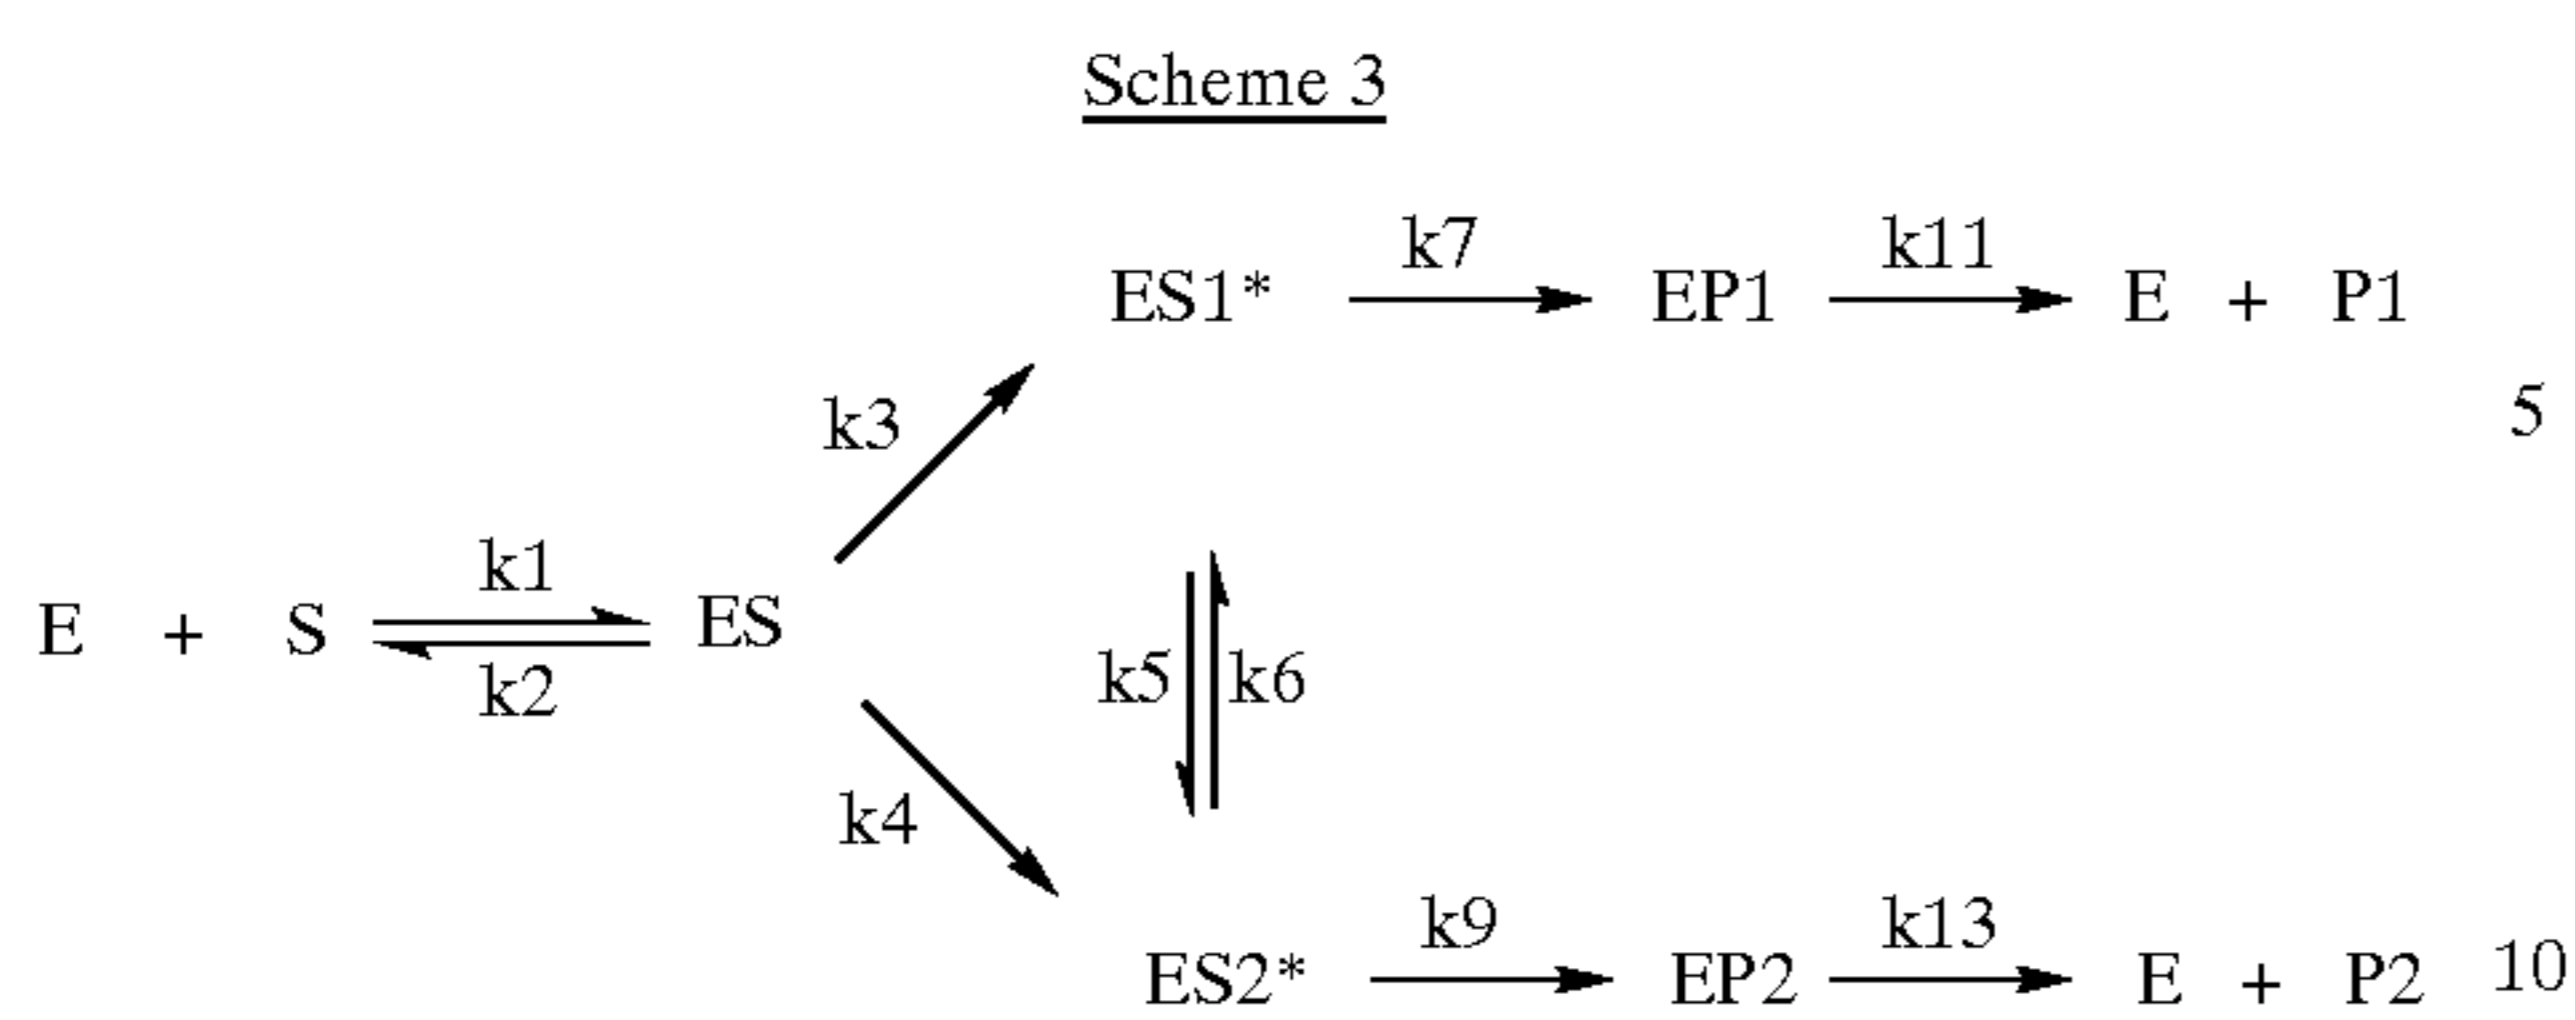 Scheme 3
k7 k11
ES1* EP1 E + P1
k3 5
k1
E + S ES
k2 k5 k6
k4
k9 k13
ES2* EP2 E + P2 10